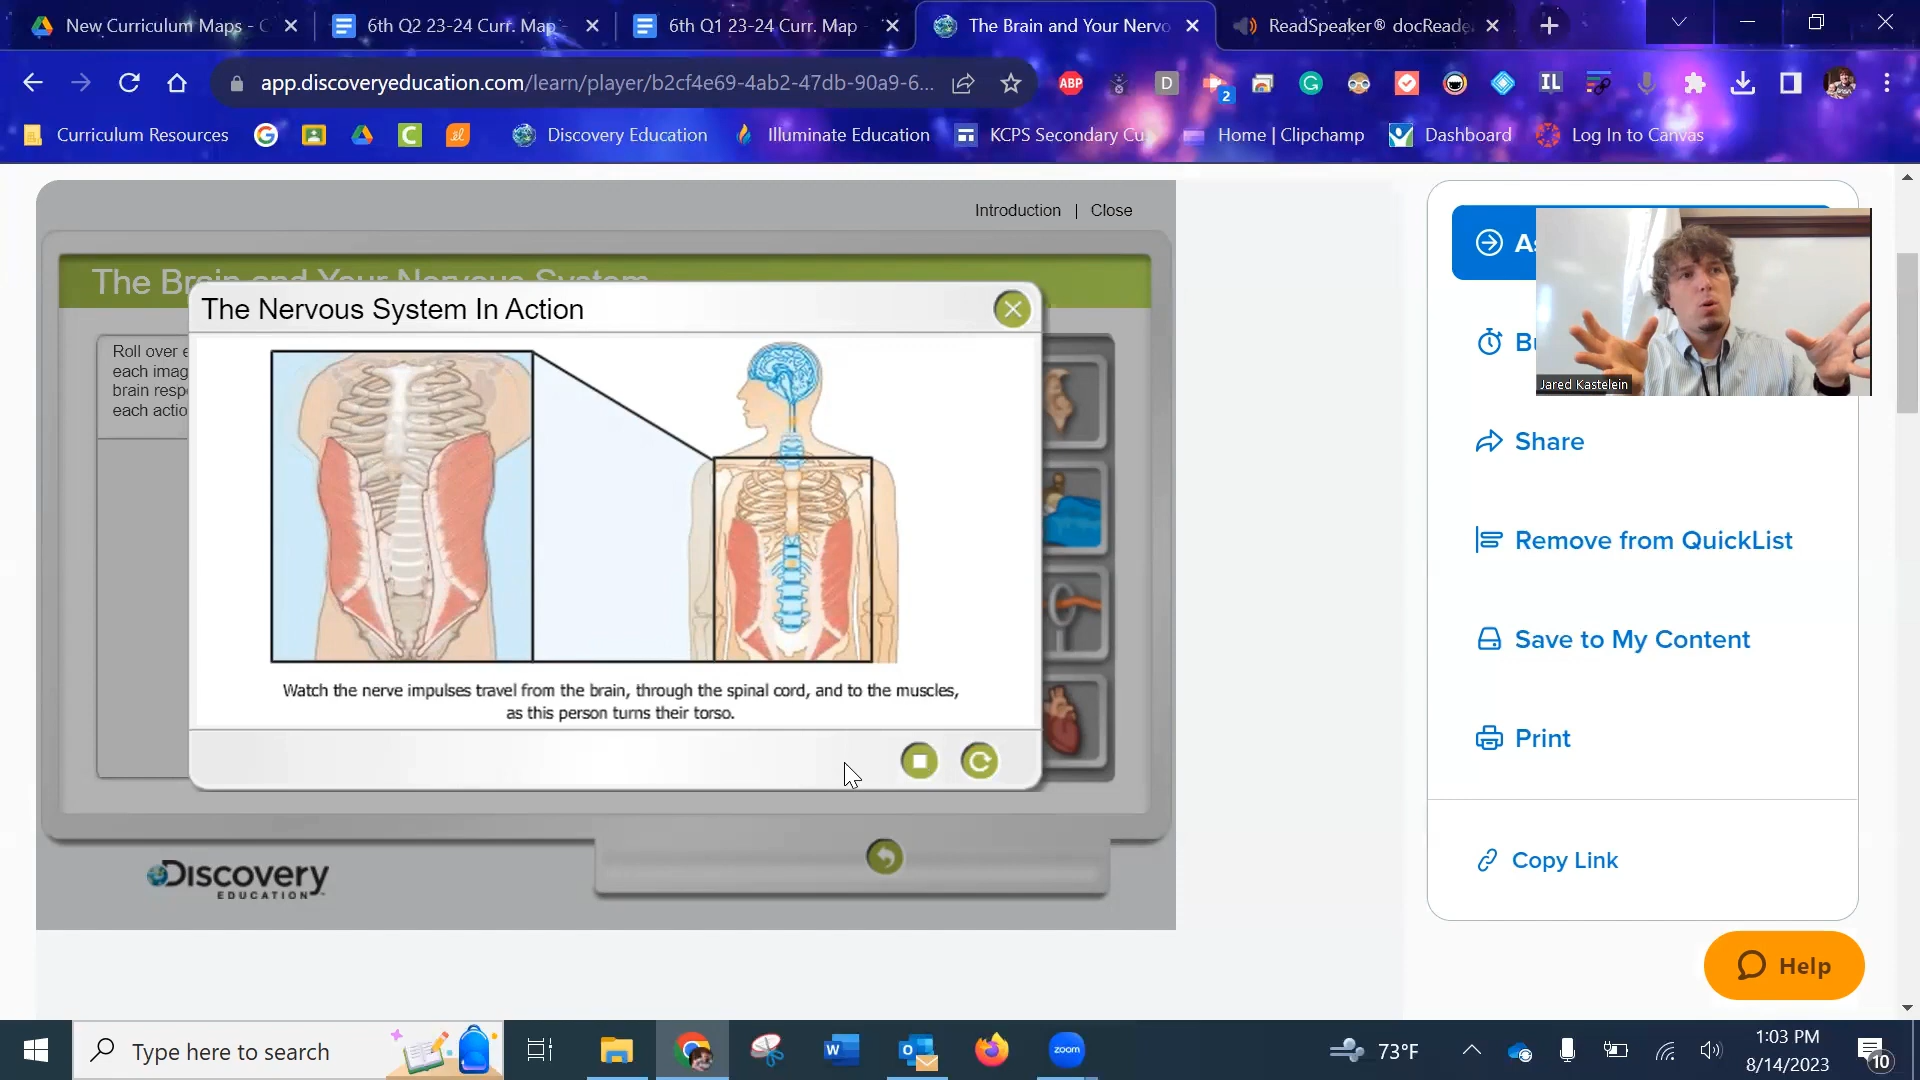 New Curriculum Maps - C
6th Q2 23-24 Curr. Map -
6th Q1 23-24 Curr. Map -
The Brain and Your Nervo
ReadSpeaker® docReade
app.discoveryeducation.com/learn/player/b2cf4e69-4ab2-47db-90a9-6...
ABP
D
2
IL
Curriculum Resources
Discovery Education
Illuminate Education
KCPS Secondary Cu
Home | Clipchamp
Dashboard
Log In to Canvas
Introduction | Close
The Brain and Your Nervous System
Roll over
each imag
brain resp
each actio
The Nervous System In Action
Watch the nerve impulses travel from the brain, through the spinal cord, and to the muscles,
as this person turns their torso.
Discovery
EDUCATION
Jared Kastelein
Share
Remove from QuickList
Save to My Content
Print
Copy Link
Help
Type here to search
W
zoom
73°F
1:03 PM
8/14/2023
10